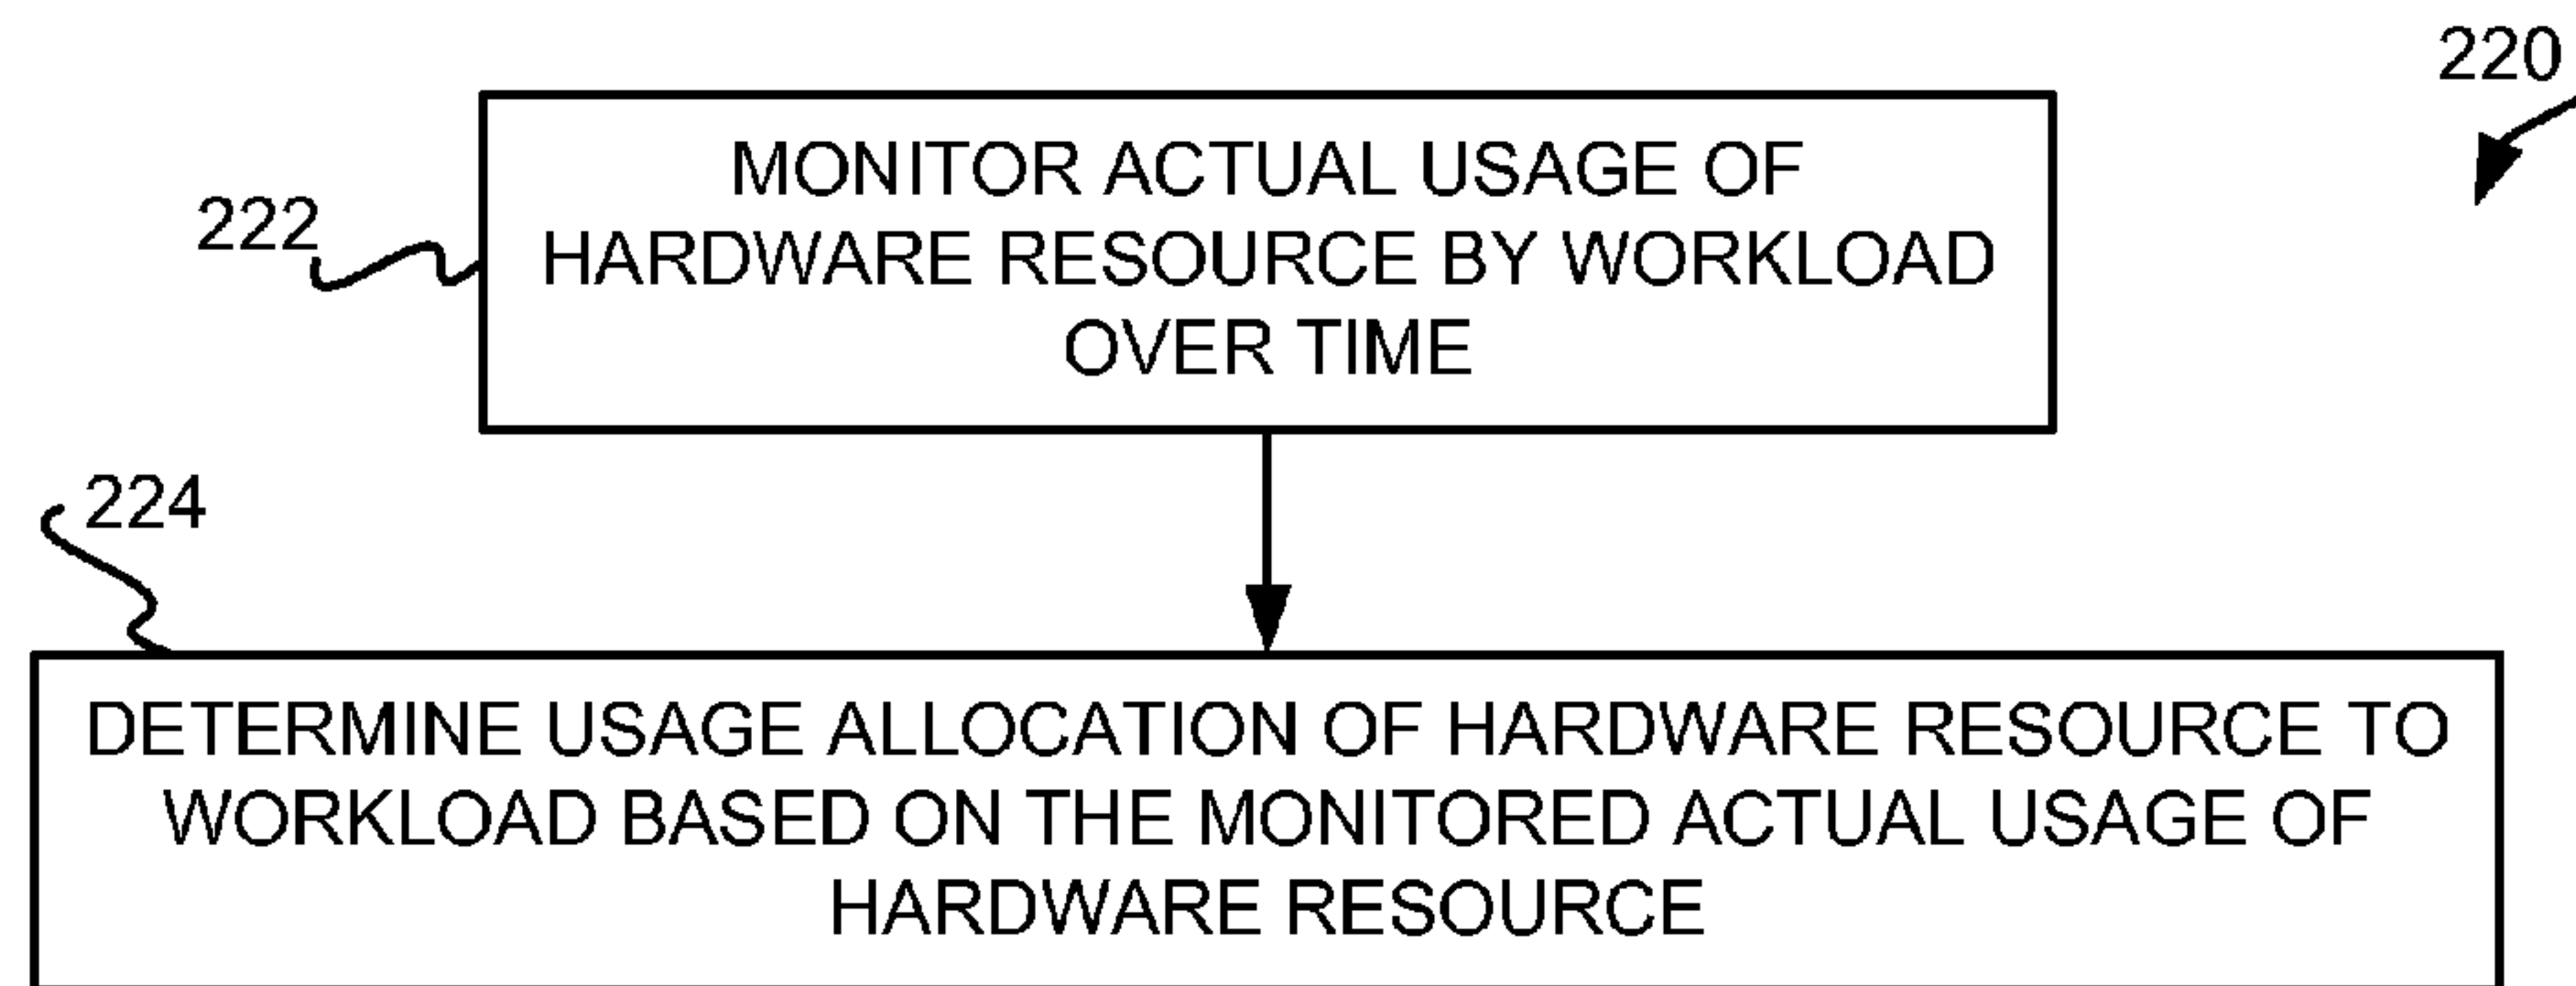 220
MONITOR ACTUAL USAGE OF
HARDWARE RESOURCE BY WORKLOAD
OVER TIME
222
224
DETERMINE USAGE ALLOCATION OF HARDWARE RESOURCE TO
WORKLOAD BASED ON THE MONITORED ACTUAL USAGE OF
HARDWARE RESOURCE